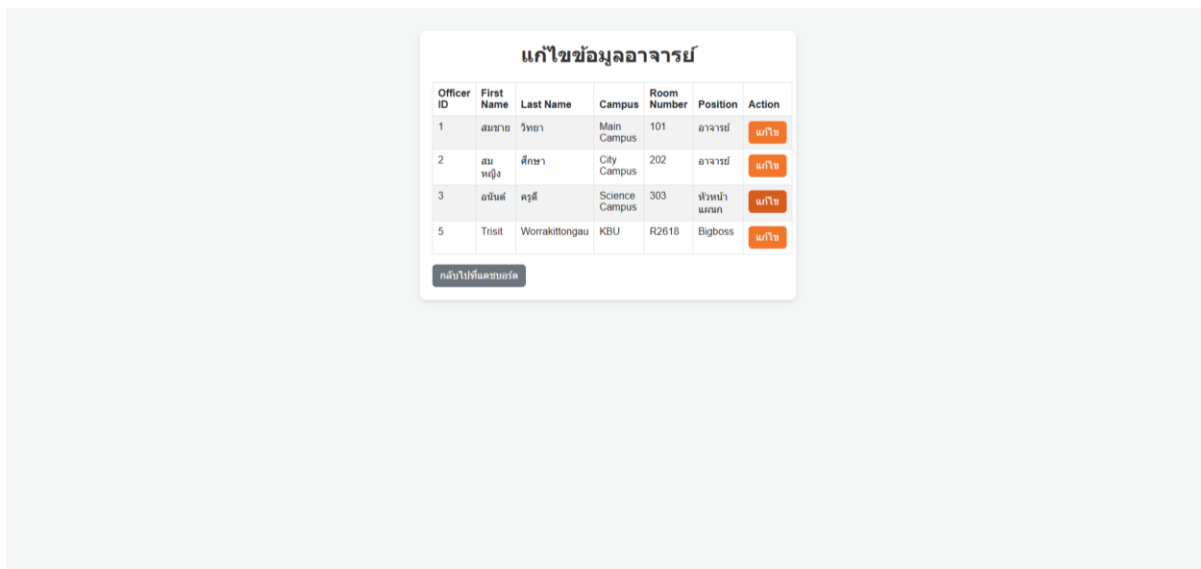 แก้ไขข้อมูลอาจารย์
Officer ID First Name Last Name Campus Room Number Position Action
1 สมชาย วิทยา Main Campus 101 อาจารย์ แก้ไข
2 สมหญิง ศึกษา City Campus 202 อาจารย์ แก้ไข
3 อนันต์ ครูดี Science Campus 303 หัวหน้าแผนก แก้ไข
5 Trisit Worrakittongau KBU R2618 Bigboss แก้ไข
กลับไปที่แดชบอร์ด